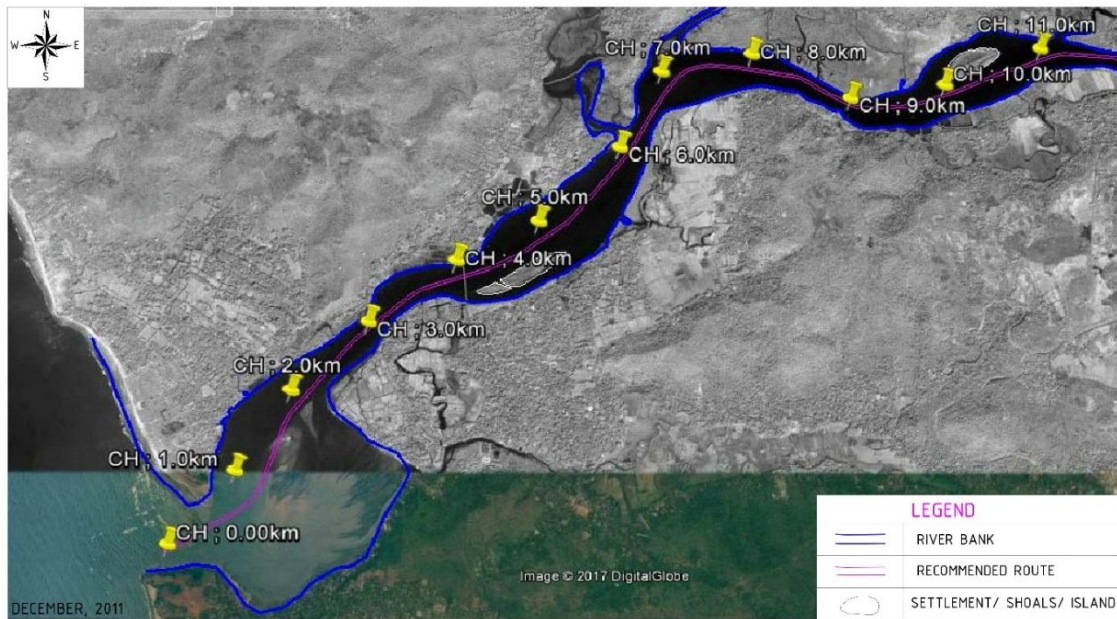 N
W E
S
CH ; 11.0km
CH ; 7.0km
CH ; 8.0km
CH ; 10.0km
CH ; 9.0km
CH ; 6.0km
CH ; 5.0km
CH ; 4.0km
CH ; 3.0km
CH ; 2.0km
CH ; 1.0km
CH ; 0.00km
LEGEND
RIVER BANK
RECOMMENDED ROUTE
SETTLEMENT/ SHOALS/ ISLAND
Image © 2017 DigitalGlobe
DECEMBER, 2011